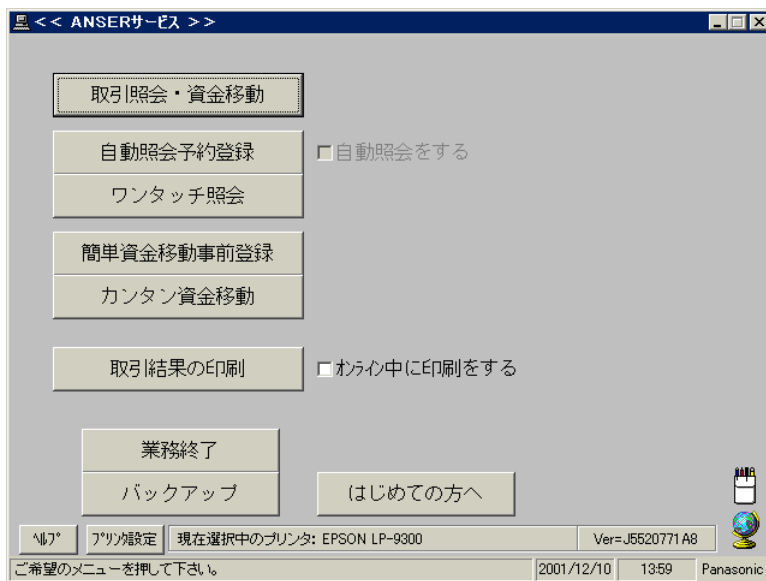 << ANSERｻｰﾋﾞｽ >>
取引照会・資金移動
自動照会予約登録
自動照会をする
ワンタッチ照会
簡単資金移動事前登録
カンタン資金移動
取引結果の印刷
ｵﾝﾗｲﾝ中に印刷をする
業務終了
バックアップ
はじめての方へ
ﾍﾙﾌﾟ
ﾌﾟﾘﾝﾀ設定
現在選択中のプリンタ: EPSON LP-9300
Ver=J5520771A8
ご希望のメニューを押して下さい。
2001/12/10
13:59
Panasonic